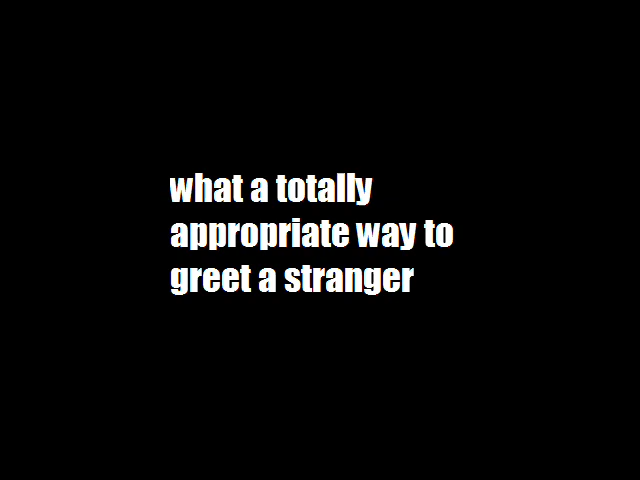 what a totally
appropriate way to
greet a stranger